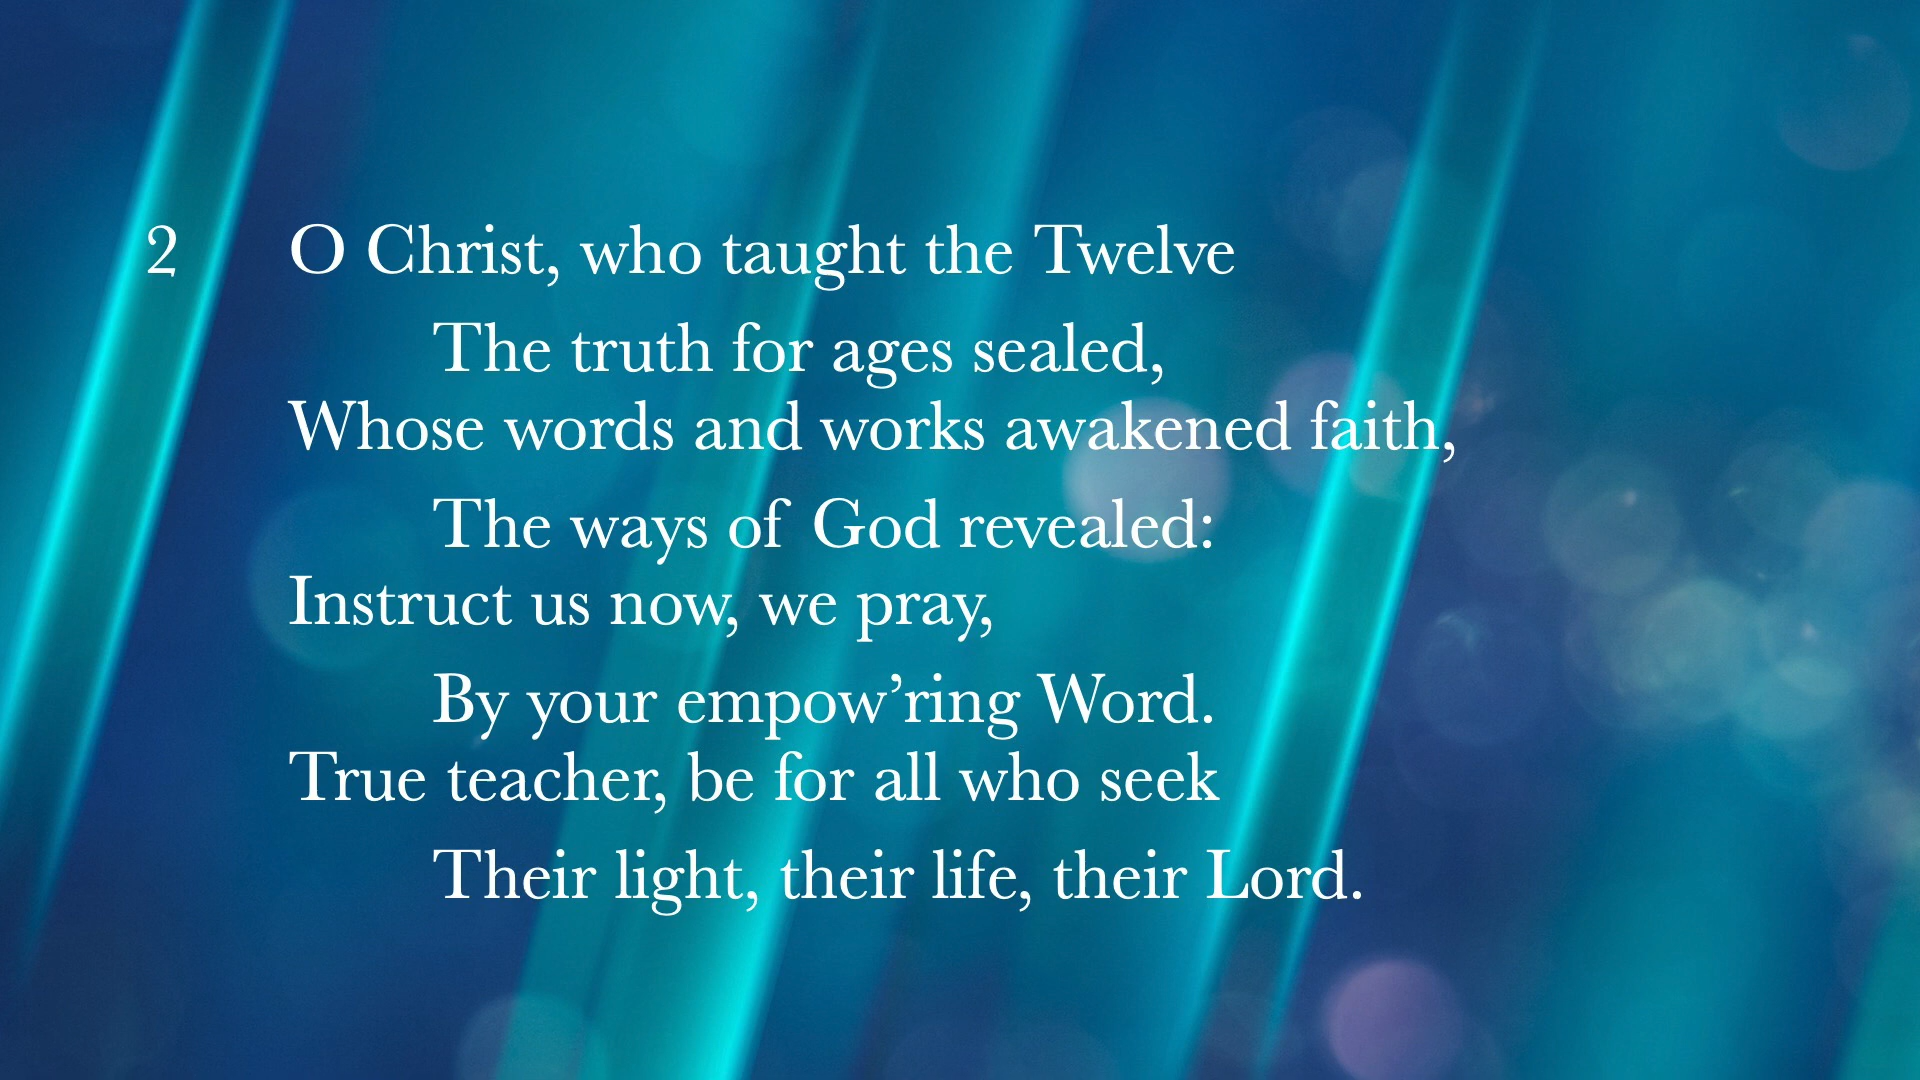 2 O Christ, who taught the Twelve
The truth for ages sealed,
Whose words and works awakened faith,
The ways of God revealed:
Instruct us now, we pray,
By your empow’ring Word.
True teacher, be for all who seek
Their light, their life, their Lord.